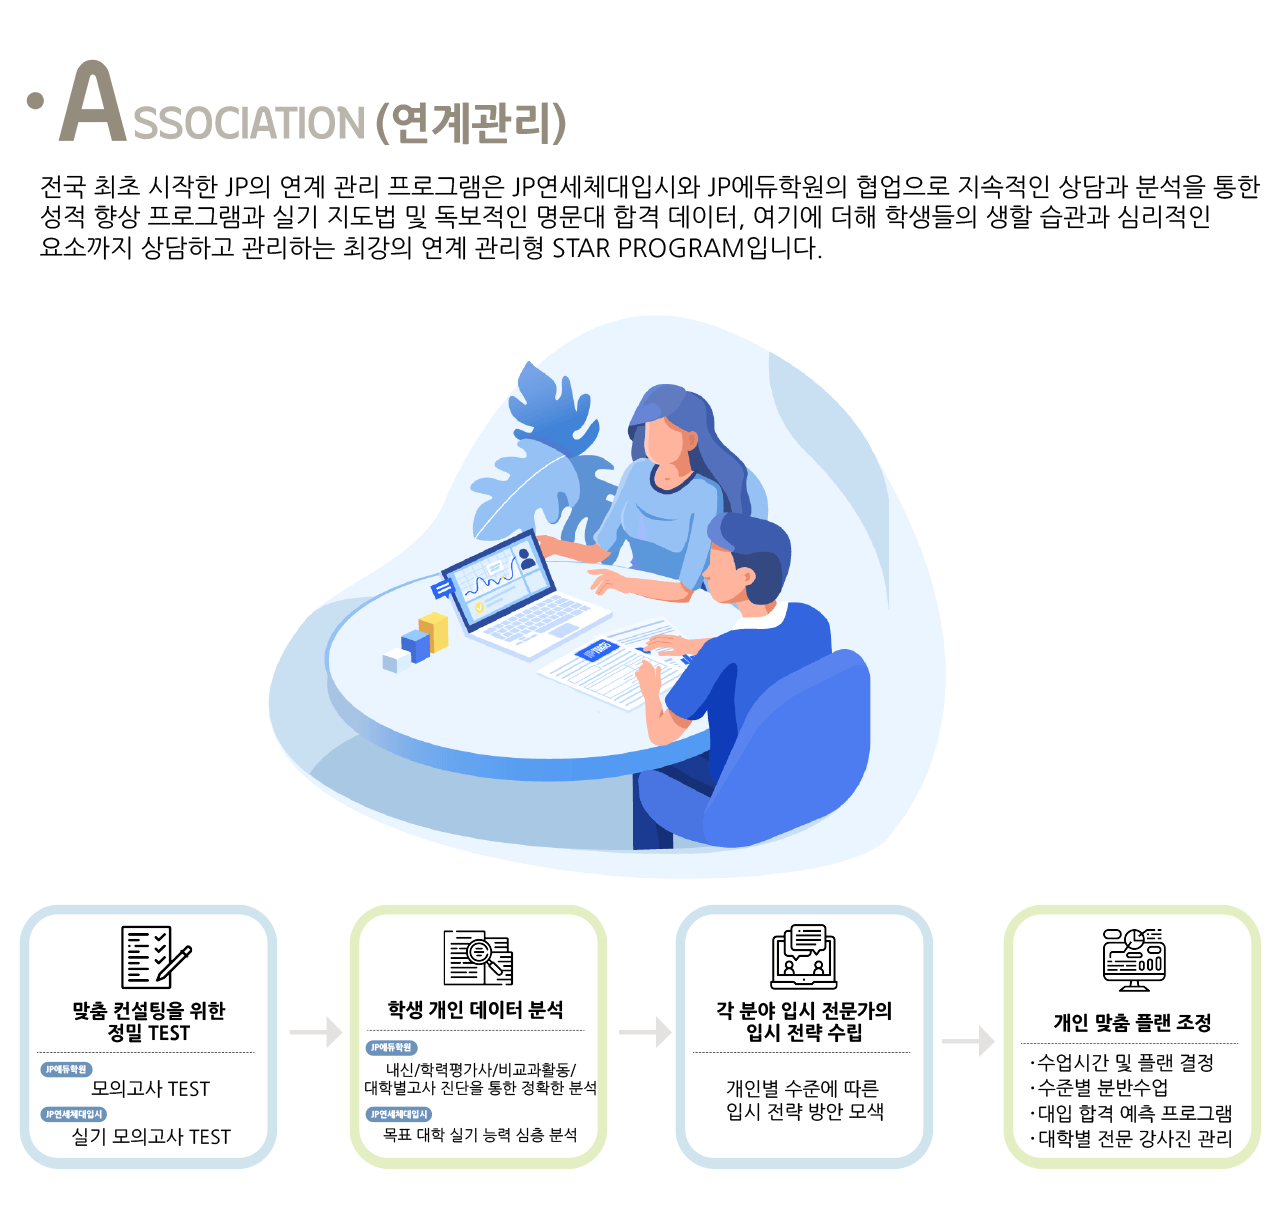 • ASSOCIATION (연계관리)
전국 최초 시작한 JP의 연계 관리 프로그램은 JP연세체대입시와 JP에듀학원의 협업으로 지속적인 상담과 분석을 통한
성적 향상 프로그램과 실기 지도법 및 독보적인 명문대 합격 데이터, 여기에 더해 학생들의 생활 습관과 심리적인
요소까지 상담하고 관리하는 최강의 연계 관리형 STAR PROGRAM입니다.
맞춤 컨설팅을 위한
정밀 TEST
JP에듀학원
모의고사 TEST
JP연세체대입시
실기 모의고사 TEST
학생 개인 데이터 분석
JP에듀학원
내신/학력평가사/비교과활동/
대학별고사 진단을 통한 정확한 분석
JP연세체대입시
목표 대학 실기 능력 심층 분석
각 분야 입시 전문가의
입시 전략 수립
개인별 수준에 따른
입시 전략 방안 모색
개인 맞춤 플랜 조정
·수업시간 및 플랜 결정
·수준별 분반수업
·대입 합격 예측 프로그램
·대학별 전문 강사진 관리